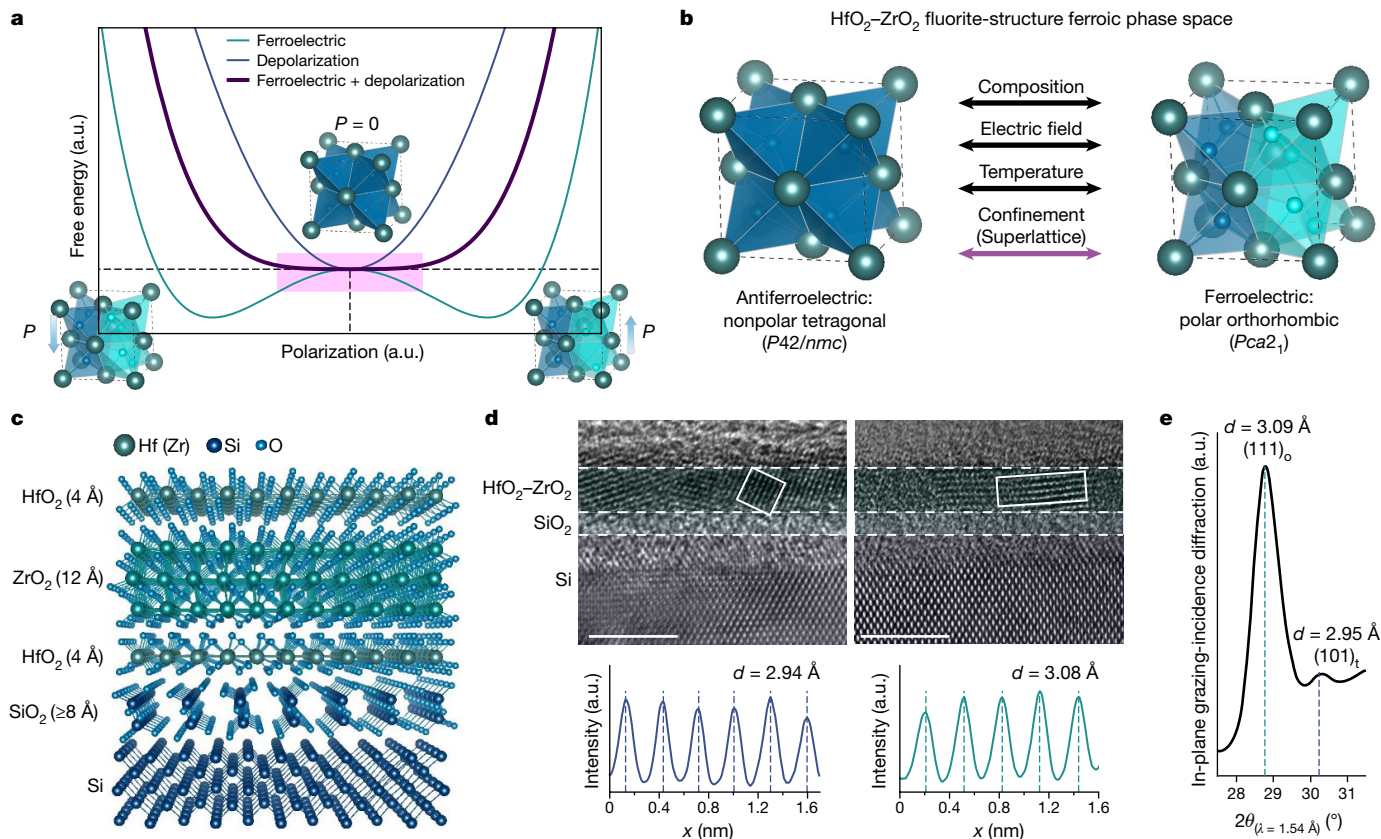 a
Ferroelectric
Depolarization
Ferroelectric + depolarization
P = 0
Free energy (a.u.)
P
P
Polarization (a.u.)
b
HfO₂–ZrO₂ fluorite-structure ferroic phase space
Composition
Electric field
Temperature
Confinement
(Superlattice)
Antiferroelectric:
nonpolar tetragonal
(P42/nmc)
Ferroelectric:
polar orthorhombic
(Pca2₁)
c
Hf (Zr) Si O
HfO₂ (4 Å)
ZrO₂ (12 Å)
HfO₂ (4 Å)
SiO₂ (≥8 Å)
Si
d
HfO₂–ZrO₂
SiO₂
Si
d = 2.94 Å
Intensity (a.u.)
0 0.4 0.8 1.2 1.6
x (nm)
d = 3.08 Å
Intensity (a.u.)
0 0.4 0.8 1.2 1.6
x (nm)
e
d = 3.09 Å
(111)ₒ
d = 2.95 Å
(101)ₜ
In-plane grazing-incidence diffraction (a.u.)
28 29 30 31
2θ(λ = 1.54 Å) (°)